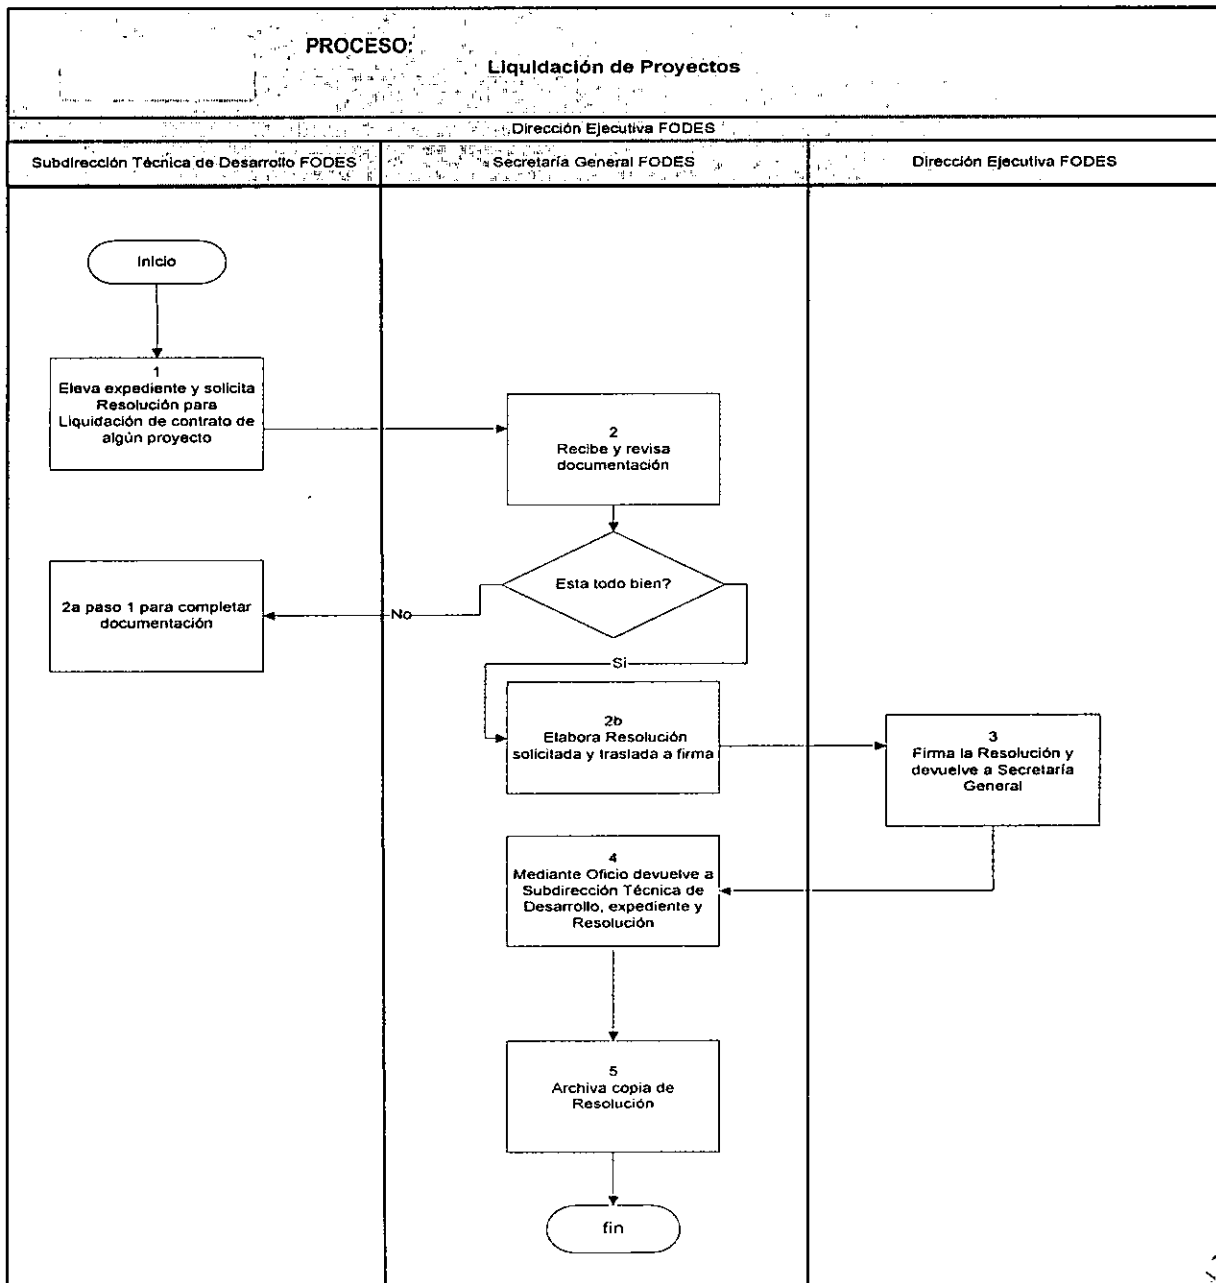 PROCESO:
Liquidación de Proyectos
Dirección Ejecutiva FODES
Subdirección Técnica de Desarrollo FODES
Secretaría General FODES
Dirección Ejecutiva FODES
Inicio
1
Eleva expediente y solicita
Resolución para
Liquidación de contrato de
algún proyecto
2
Recibe y revisa
documentación
Esta todo bien?
No
2a paso 1 para completar
documentación
Si
2b
Elabora Resolución
solicitada y traslada a firma
3
Firma la Resolución y
devuelve a Secretaría
General
4
Mediante Oficio devuelve a
Subdirección Técnica de
Desarrollo, expediente y
Resolución
5
Archiva copia de
Resolución
fin